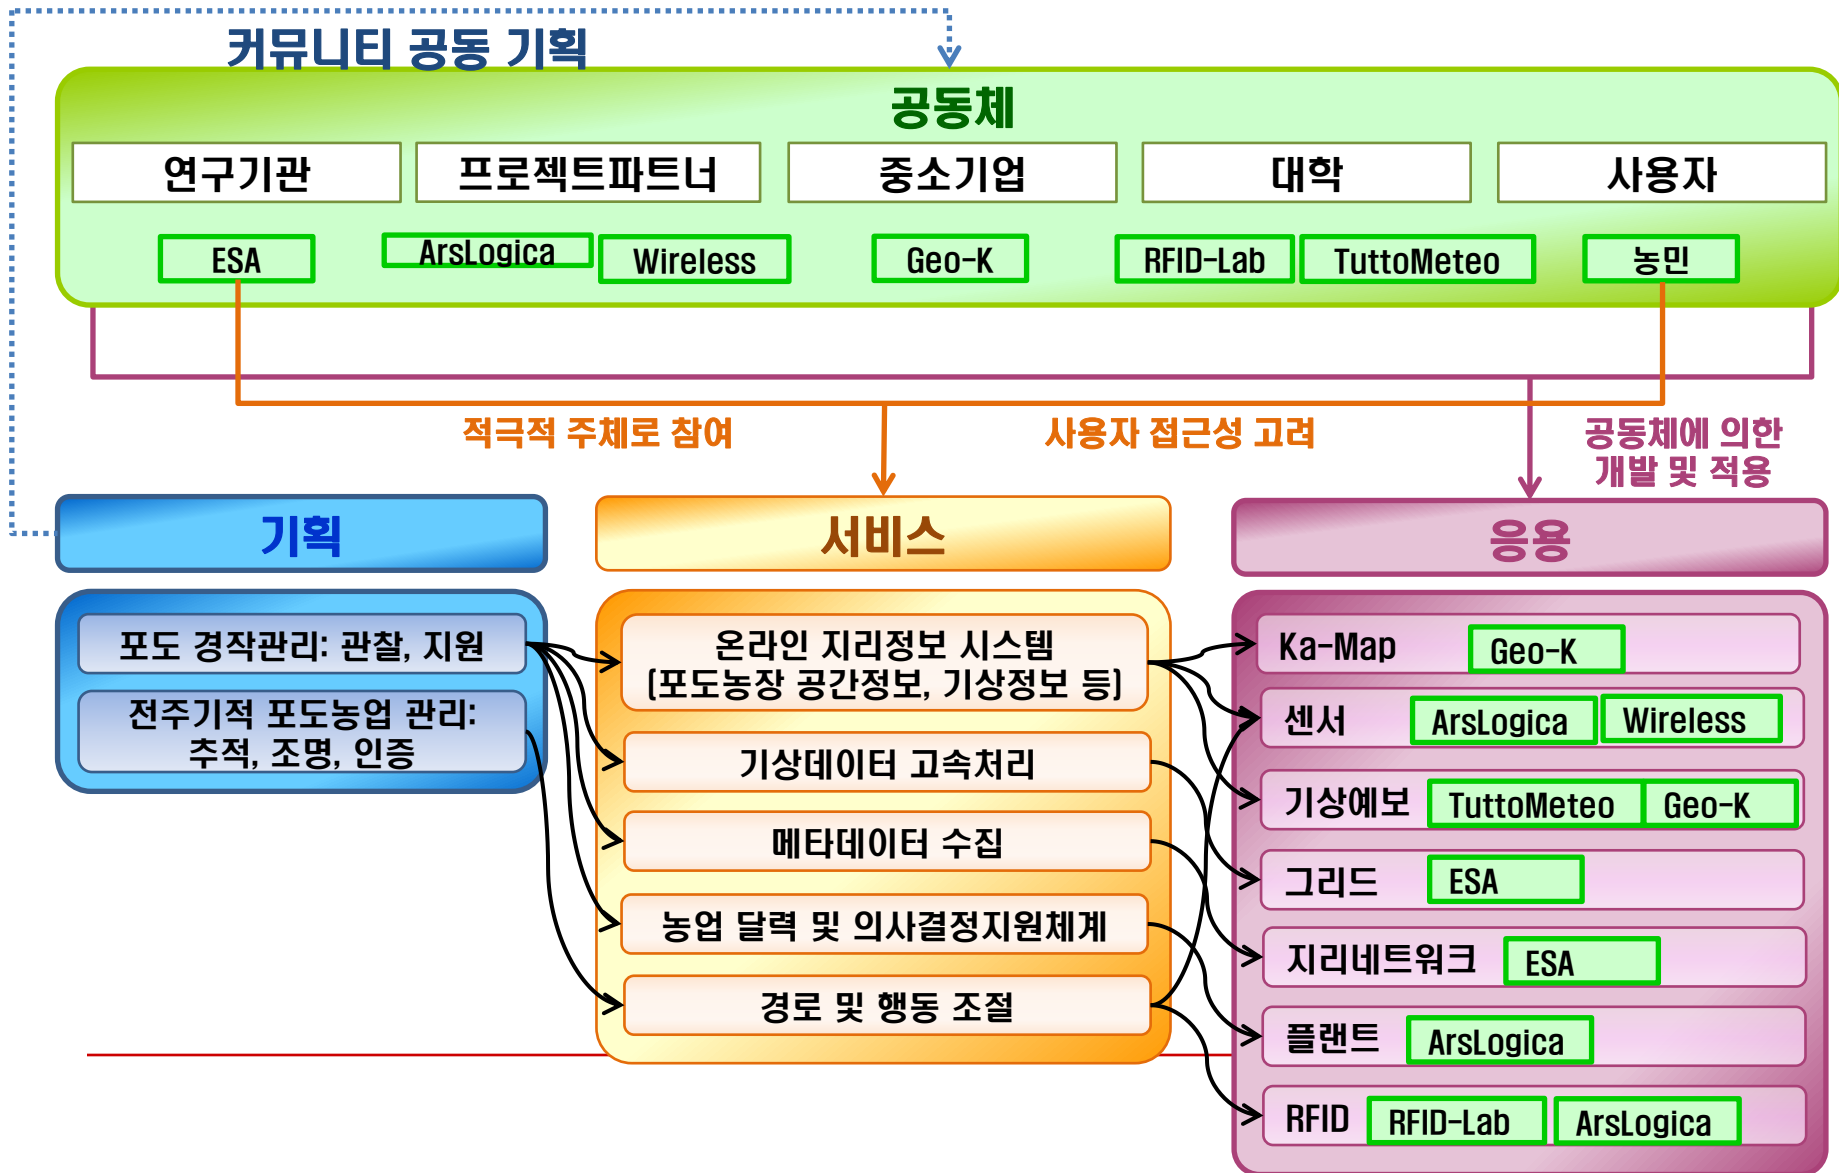 커뮤니티 공동 기획
공동체
연구기관
프로젝트파트너
중소기업
대학
사용자
ESA
ArsLogica
Wireless
Geo-K
RFID-Lab
TuttoMeteo
농민
적극적 주체로 참여
사용자 접근성 고려
공동체에 의한
개발 및 적용
기획
포도 경작관리: 관찰, 지원
전주기적 포도농업 관리:
추적, 조명, 인증
서비스
온라인 지리정보 시스템
(포도농장 공간정보, 기상정보 등)
기상데이터 고속처리
메타데이터 수집
농업 달력 및 의사결정지원체계
경로 및 행동 조절
응용
Ka-Map Geo-K
센서 ArsLogica Wireless
기상예보 TuttoMeteo Geo-K
그리드 ESA
지리네트워크 ESA
플랜트 ArsLogica
RFID RFID-Lab ArsLogica